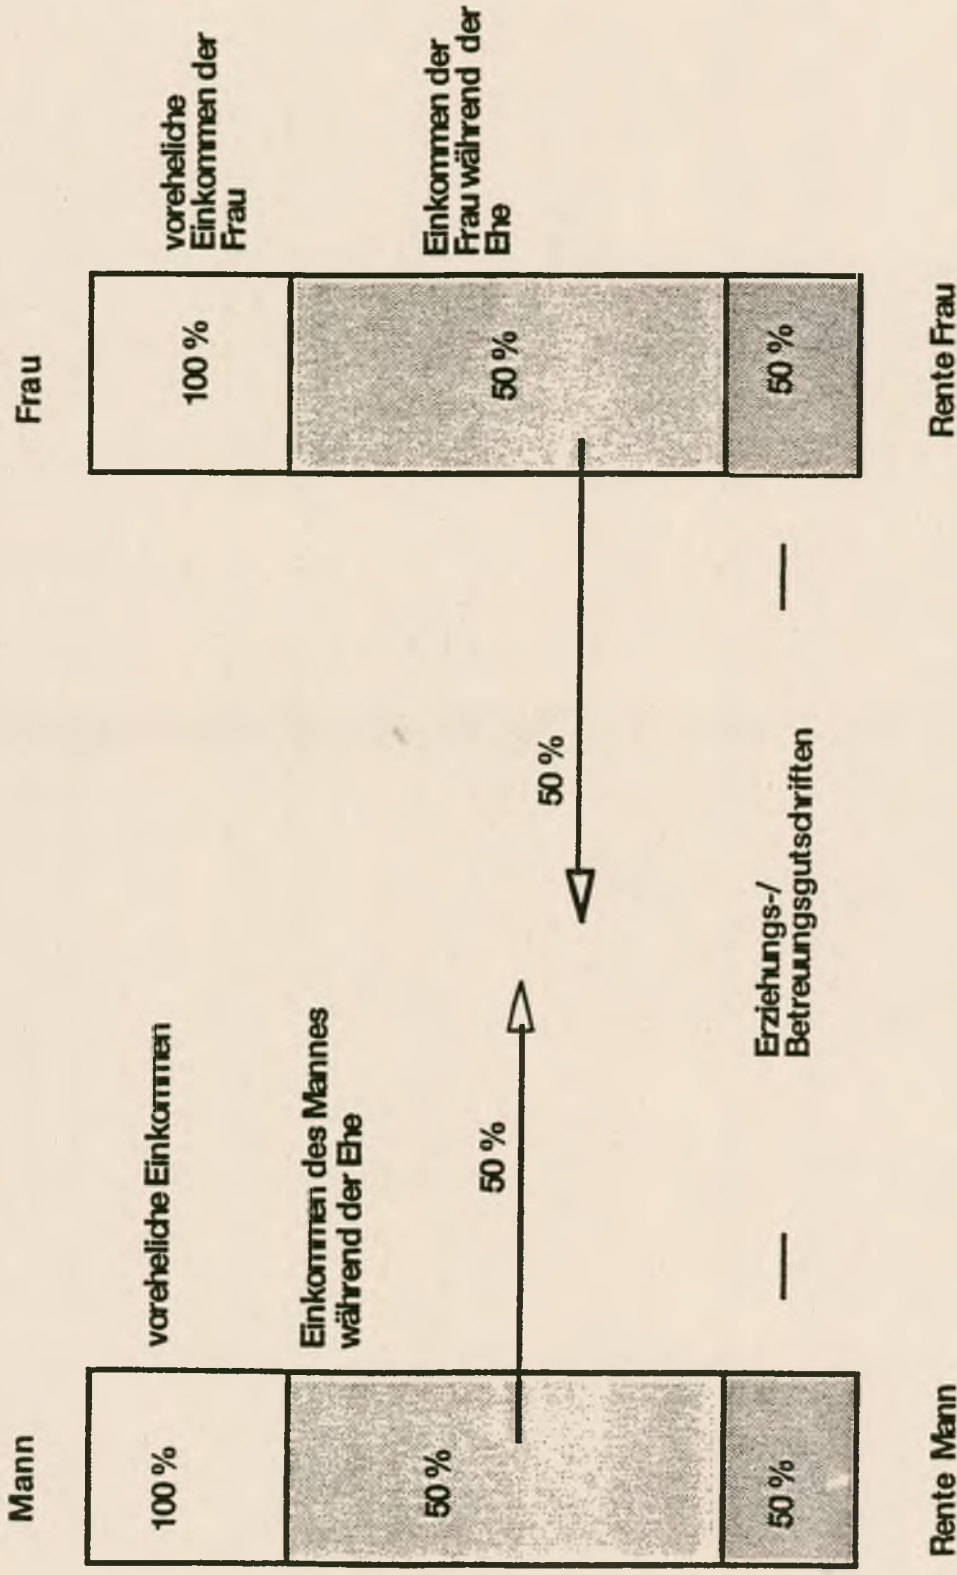 Mann
Frau
100 %
voreheliche Einkommen
100 %
voreheliche
Einkommen der
Frau
50 %
Einkommen des Mannes
während der Ehe
50 %
50 %
50 %
Einkommen der
Frau während der
Ehe
50 %
Erziehungs-/
Betreuungsgutschriften
50 %
Rente Mann
Rente Frau